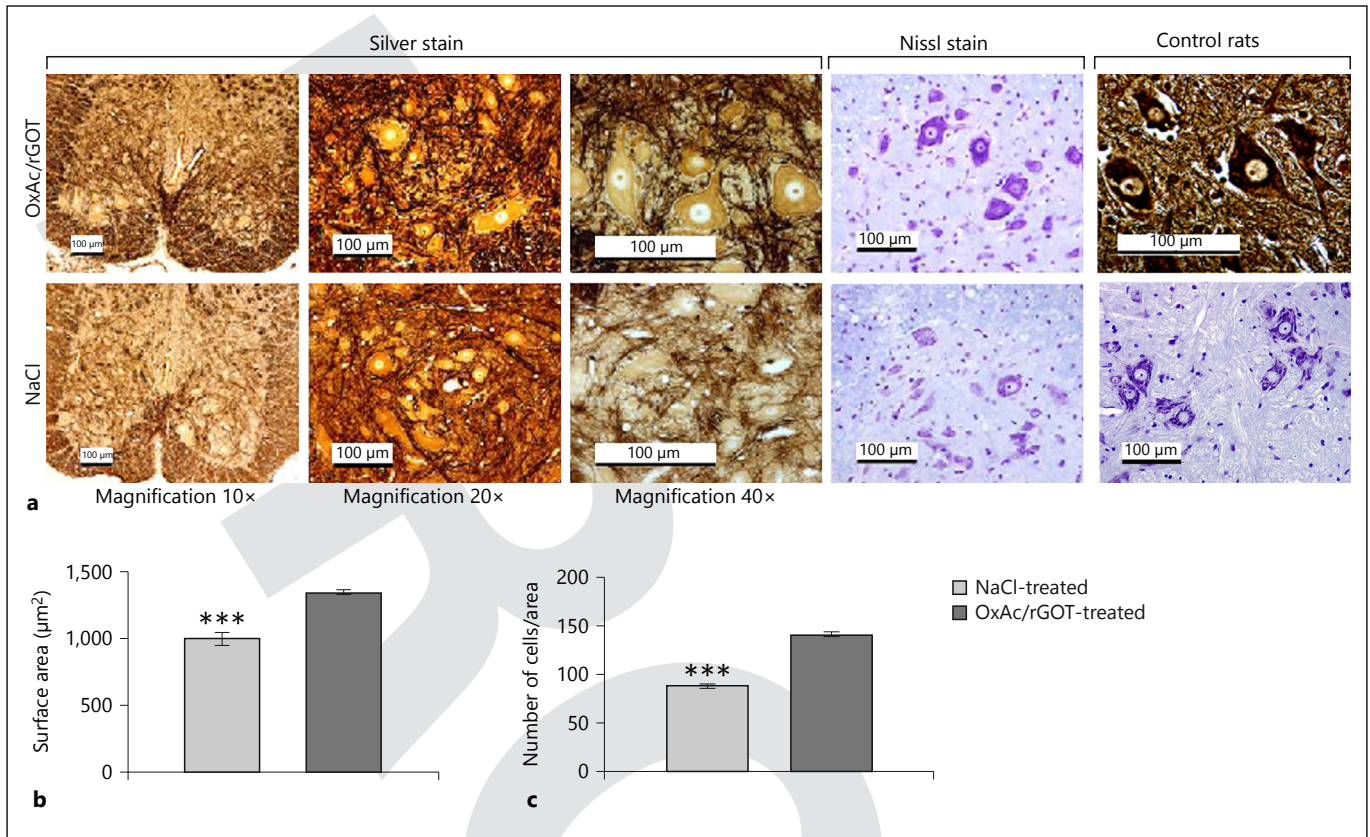 Silver stain
Nissl stain
Control rats
OxAc/rGOT
100 µm
100 µm
100 µm
100 µm
100 µm
NaCl
100 µm
100 µm
100 µm
100 µm
100 µm
a
Magnification 10×
Magnification 20×
Magnification 40×
Surface area (µm²)
1,500
1,000
500
0
***
b
Number of cells/area
200
150
100
50
0
***
c
NaCl-treated
OxAc/rGOT-treated